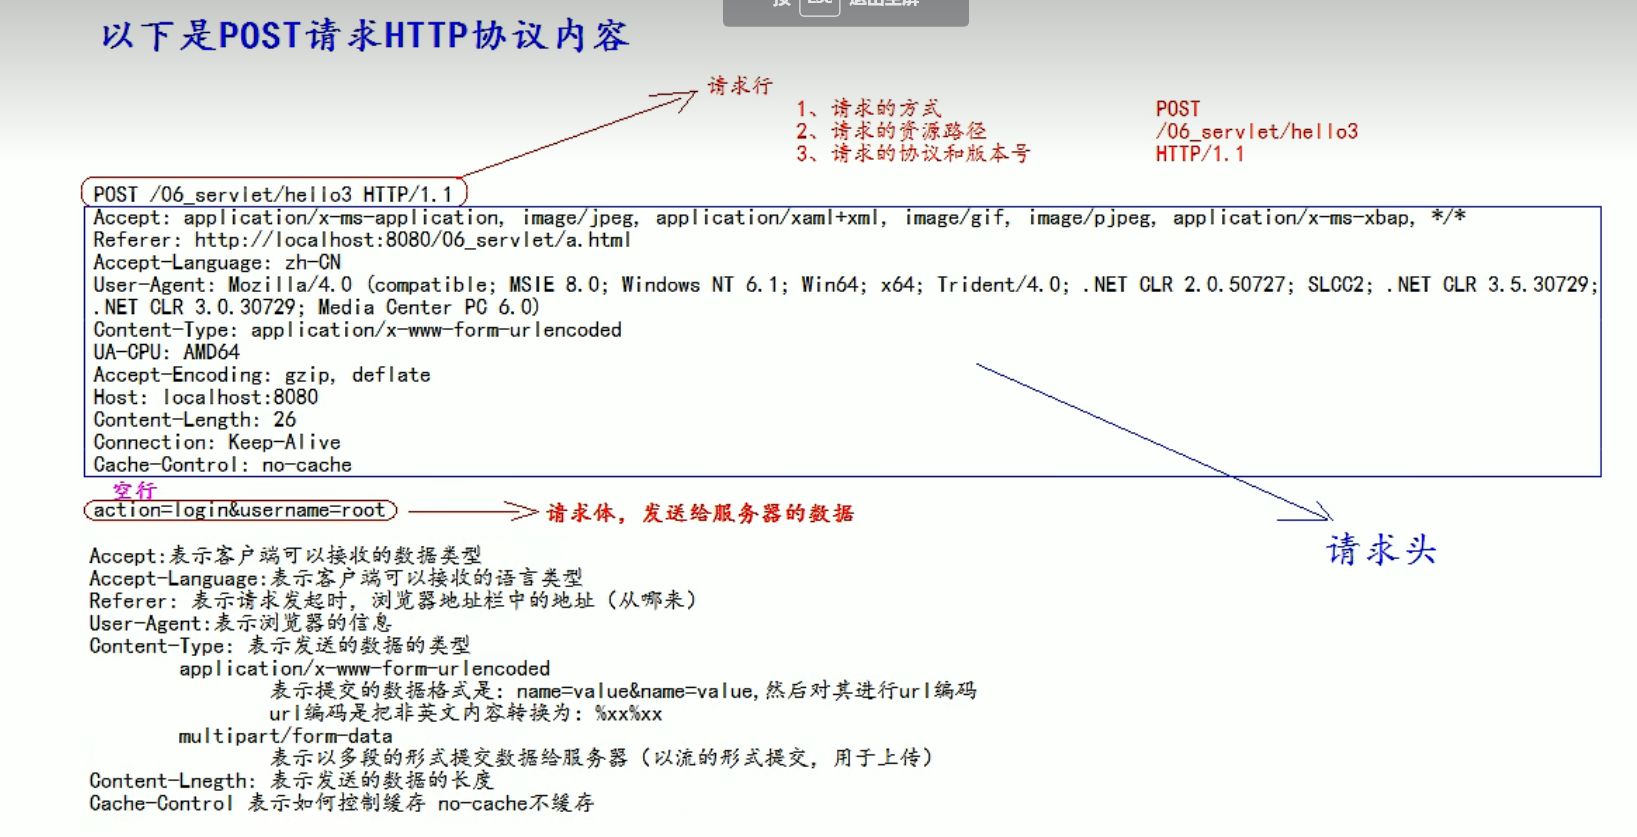 以下是POST请求HTTP协议内容
请求行
1、请求的方式 POST
2、请求的资源路径 /06_servlet/hello3
3、请求的协议和版本号 HTTP/1.1
POST /06_servlet/hello3 HTTP/1.1
Accept: application/x-ms-application, image/jpeg, application/xaml+xml, image/gif, image/pjpeg, application/x-ms-xbap, */*
Referer: http://localhost:8080/06_servlet/a.html
Accept-Language: zh-CN
User-Agent: Mozilla/4.0 (compatible; MSIE 8.0; Windows NT 6.1; Win64; x64; Trident/4.0; .NET CLR 2.0.50727; SLCC2; .NET CLR 3.5.30729;
.NET CLR 3.0.30729; Media Center PC 6.0)
Content-Type: application/x-www-form-urlencoded
UA-CPU: AMD64
Accept-Encoding: gzip, deflate
Host: localhost:8080
Content-Length: 26
Connection: Keep-Alive
Cache-Control: no-cache
空行
action=login&username=root
请求体，发送给服务器的数据
请求头
Accept:表示客户端可以接收的数据类型
Accept-Language:表示客户端可以接收的语言类型
Referer: 表示请求发起时，浏览器地址栏中的地址（从哪来）
User-Agent:表示浏览器的信息
Content-Type: 表示发送的数据的类型
application/x-www-form-urlencoded
表示提交的数据格式是: name=value&name=value,然后对其进行url编码
url编码是把非英文内容转换为: %xx%xx
multipart/form-data
表示以多段的形式提交数据给服务器（以流的形式提交，用于上传）
Content-Lnegth: 表示发送的数据的长度
Cache-Control 表示如何控制缓存 no-cache不缓存